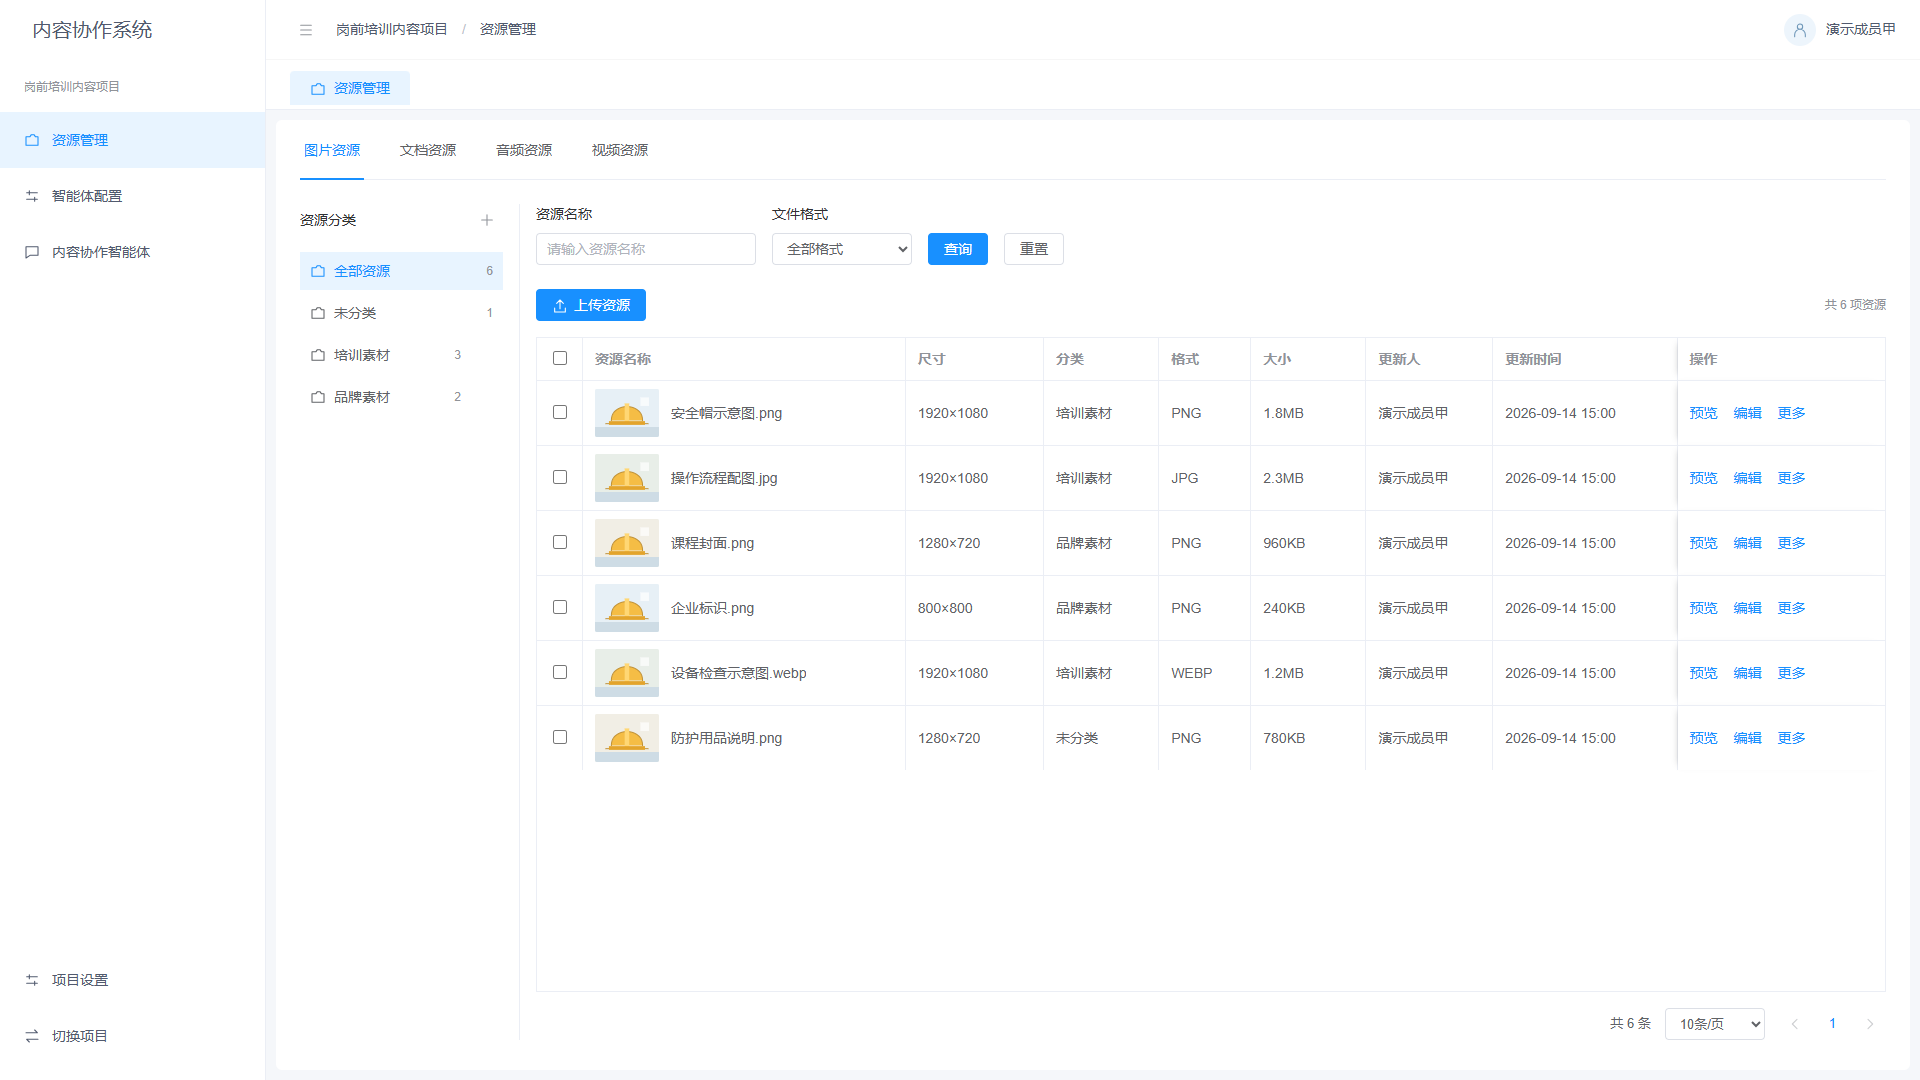 内容协作系统
岗前培训内容项目 / 资源管理
演示成员甲
岗前培训内容项目
资源管理
资源管理
智能体配置
内容协作智能体
项目设置
切换项目
图片资源 文档资源 音频资源 视频资源
资源分类
全部资源 6
未分类 1
培训素材 3
品牌素材 2
资源名称 文件格式
请输入资源名称 全部格式 查询 重置
上传资源 共 6 项资源
资源名称 尺寸 分类 格式 大小 更新人 更新时间 操作
安全帽示意图.png 1920×1080 培训素材 PNG 1.8MB 演示成员甲 2026-09-14 15:00 预览 编辑 更多
操作流程配图.jpg 1920×1080 培训素材 JPG 2.3MB 演示成员甲 2026-09-14 15:00 预览 编辑 更多
课程封面.png 1280×720 品牌素材 PNG 960KB 演示成员甲 2026-09-14 15:00 预览 编辑 更多
企业标识.png 800×800 品牌素材 PNG 240KB 演示成员甲 2026-09-14 15:00 预览 编辑 更多
设备检查示意图.webp 1920×1080 培训素材 WEBP 1.2MB 演示成员甲 2026-09-14 15:00 预览 编辑 更多
防护用品说明.png 1280×720 未分类 PNG 780KB 演示成员甲 2026-09-14 15:00 预览 编辑 更多
共 6 条 10条/页 1